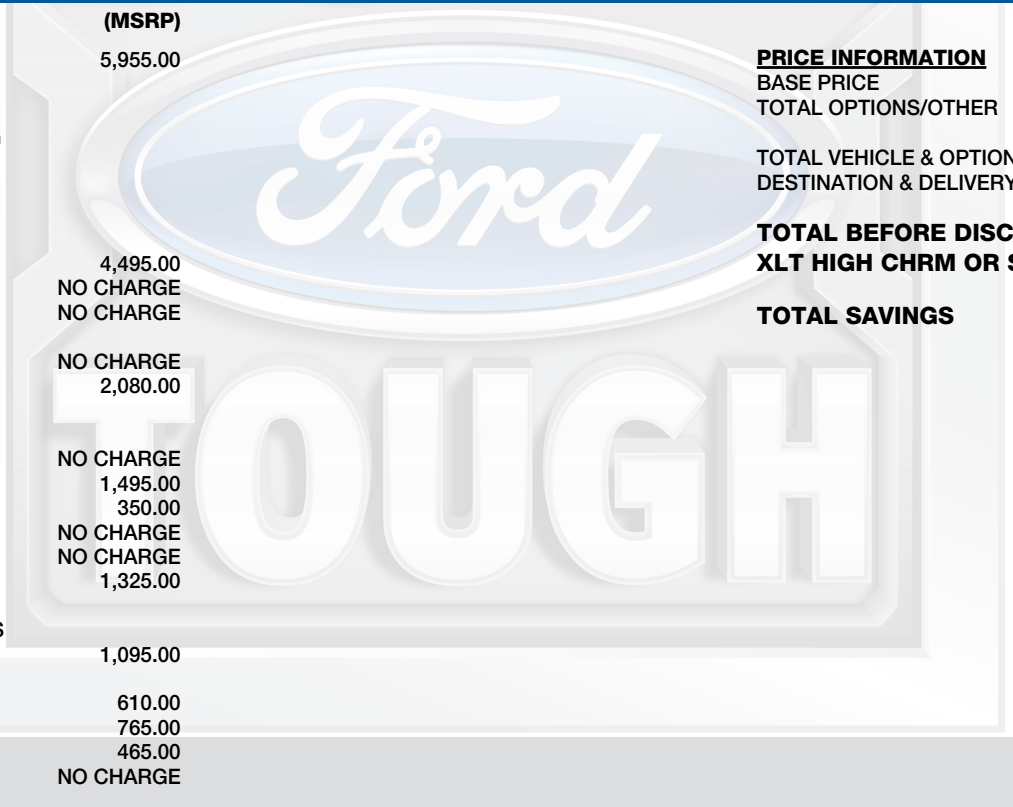 (MSRP)
5,955.00
4,495.00
NO CHARGE
NO CHARGE
NO CHARGE
2,080.00
NO CHARGE
1,495.00
350.00
NO CHARGE
NO CHARGE
1,325.00
1,095.00
610.00
765.00
465.00
NO CHARGE
PRICE INFORMATION
BASE PRICE
TOTAL OPTIONS/OTHER
TOTAL VEHICLE & OPTION
DESTINATION & DELIVERY
TOTAL BEFORE DISC
XLT HIGH CHRM OR S
TOTAL SAVINGS
Ford
TOUGH